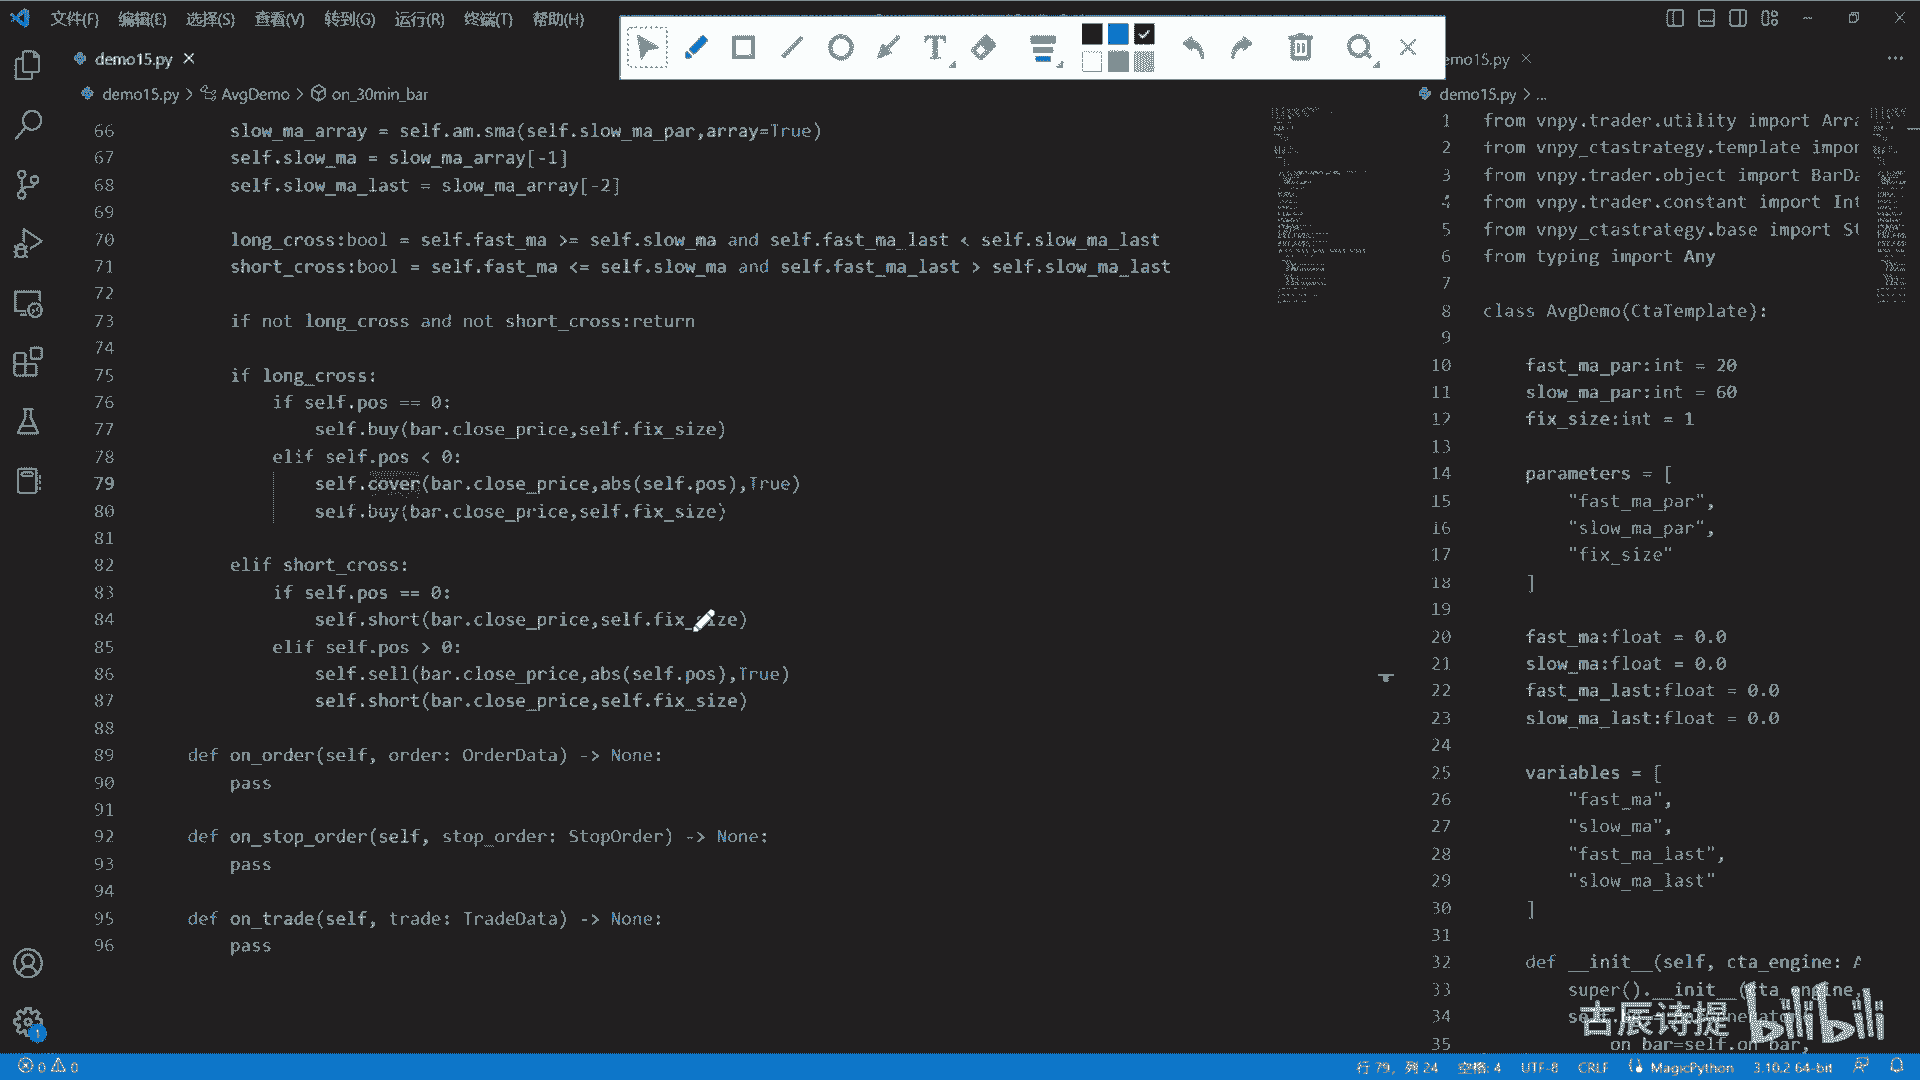 文件(F) 编辑(E) 选择(S) 查看(V) 转到(G) 运行(R) 终端(T) 帮助(H)
demo15.py
demo15.py > AvgDemo > on_30min_bar
66 slow_ma_array = self.am.sma(self.slow_ma_par,array=True)
67 self.slow_ma = slow_ma_array[-1]
68 self.slow_ma_last = slow_ma_array[-2]
69
70 long_cross:bool = self.fast_ma >= self.slow_ma and self.fast_ma_last < self.slow_ma_last
71 short_cross:bool = self.fast_ma <= self.slow_ma and self.fast_ma_last > self.slow_ma_last
72
73 if not long_cross and not short_cross:return
74
75 if long_cross:
76 if self.pos == 0:
77 self.buy(bar.close_price,self.fix_size)
78 elif self.pos < 0:
79 self.cover(bar.close_price,abs(self.pos),True)
80 self.buy(bar.close_price,self.fix_size)
81
82 elif short_cross:
83 if self.pos == 0:
84 self.short(bar.close_price,self.fix_size)
85 elif self.pos > 0:
86 self.sell(bar.close_price,abs(self.pos),True)
87 self.short(bar.close_price,self.fix_size)
88
89 def on_order(self, order: OrderData) -> None:
90 pass
91
92 def on_stop_order(self, stop_order: StopOrder) -> None:
93 pass
94
95 def on_trade(self, trade: TradeData) -> None:
96 pass
emo15.py
demo15.py > ...
1 from vnpy.trader.utility import Arra
2 from vnpy_ctastrategy.template impor
3 from vnpy.trader.object import BarDa
4 from vnpy.trader.constant import Int
5 from vnpy_ctastrategy.base import St
6 from typing import Any
7
8 class AvgDemo(CtaTemplate):
9
10 fast_ma_par:int = 20
11 slow_ma_par:int = 60
12 fix_size:int = 1
13
14 parameters = [
15 "fast_ma_par",
16 "slow_ma_par",
17 "fix_size"
18 ]
19
20 fast_ma:float = 0.0
21 slow_ma:float = 0.0
22 fast_ma_last:float = 0.0
23 slow_ma_last:float = 0.0
24
25 variables = [
26 "fast_ma",
27 "slow_ma",
28 "fast_ma_last",
29 "slow_ma_last"
30 ]
31
32 def __init__(self, cta_engine: A
33 super().__init__(cta_engine,
34
35 on_bar=self.on_bar,
古辰诗提 bilibili
0 0
行 79, 列 24 空格: 4 UTF-8 CRLF MagicPython 3.10.2 64-bit